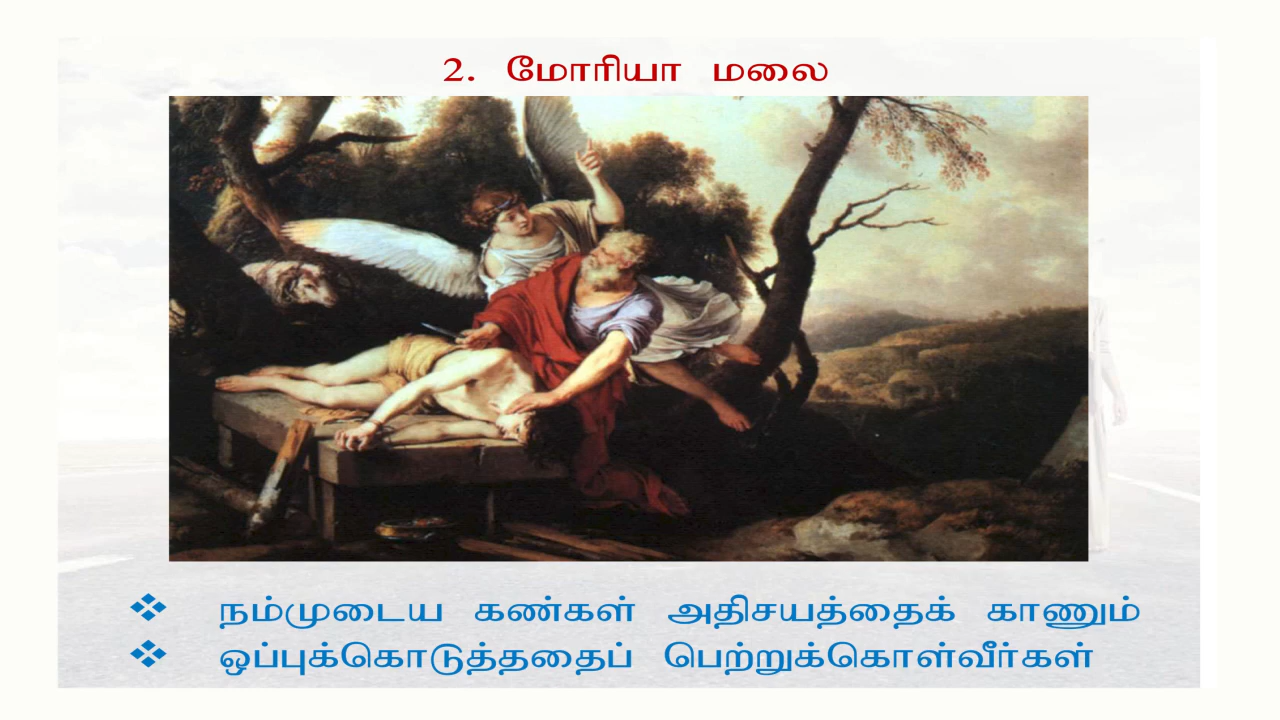 2. மோரியா மலை
❖ நம்முடைய கண்கள் அதிசயத்தைக் காணும்
❖ ஒப்புக்கொடுத்ததைப் பெற்றுக்கொள்வீர்கள்